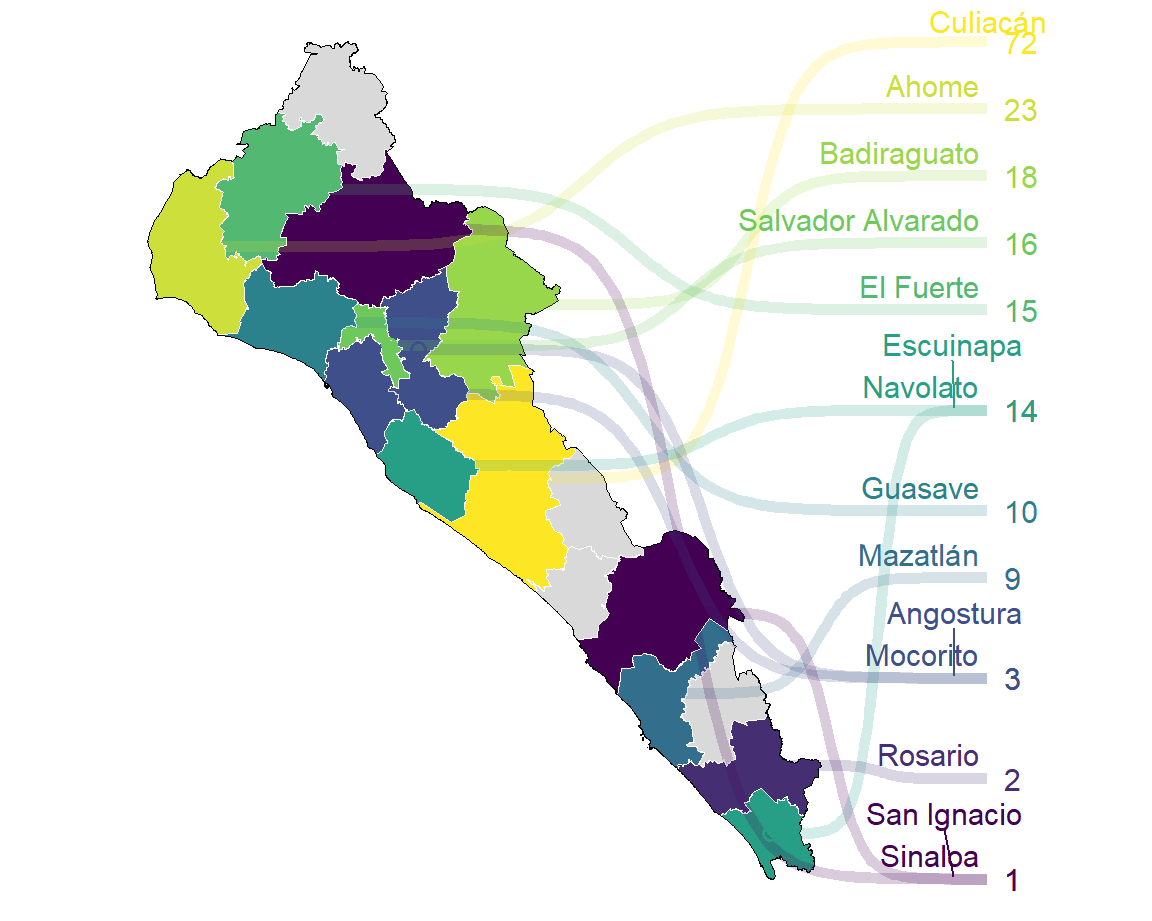 Culiacán
72
Ahome
23
Badiraguato
18
Salvador Alvarado
16
El Fuerte
15
Escuinapa
Navolato
14
Guasave
10
Mazatlán
9
Angostura
Mocorito
3
Rosario
2
San Ignacio
Sinaloa
1